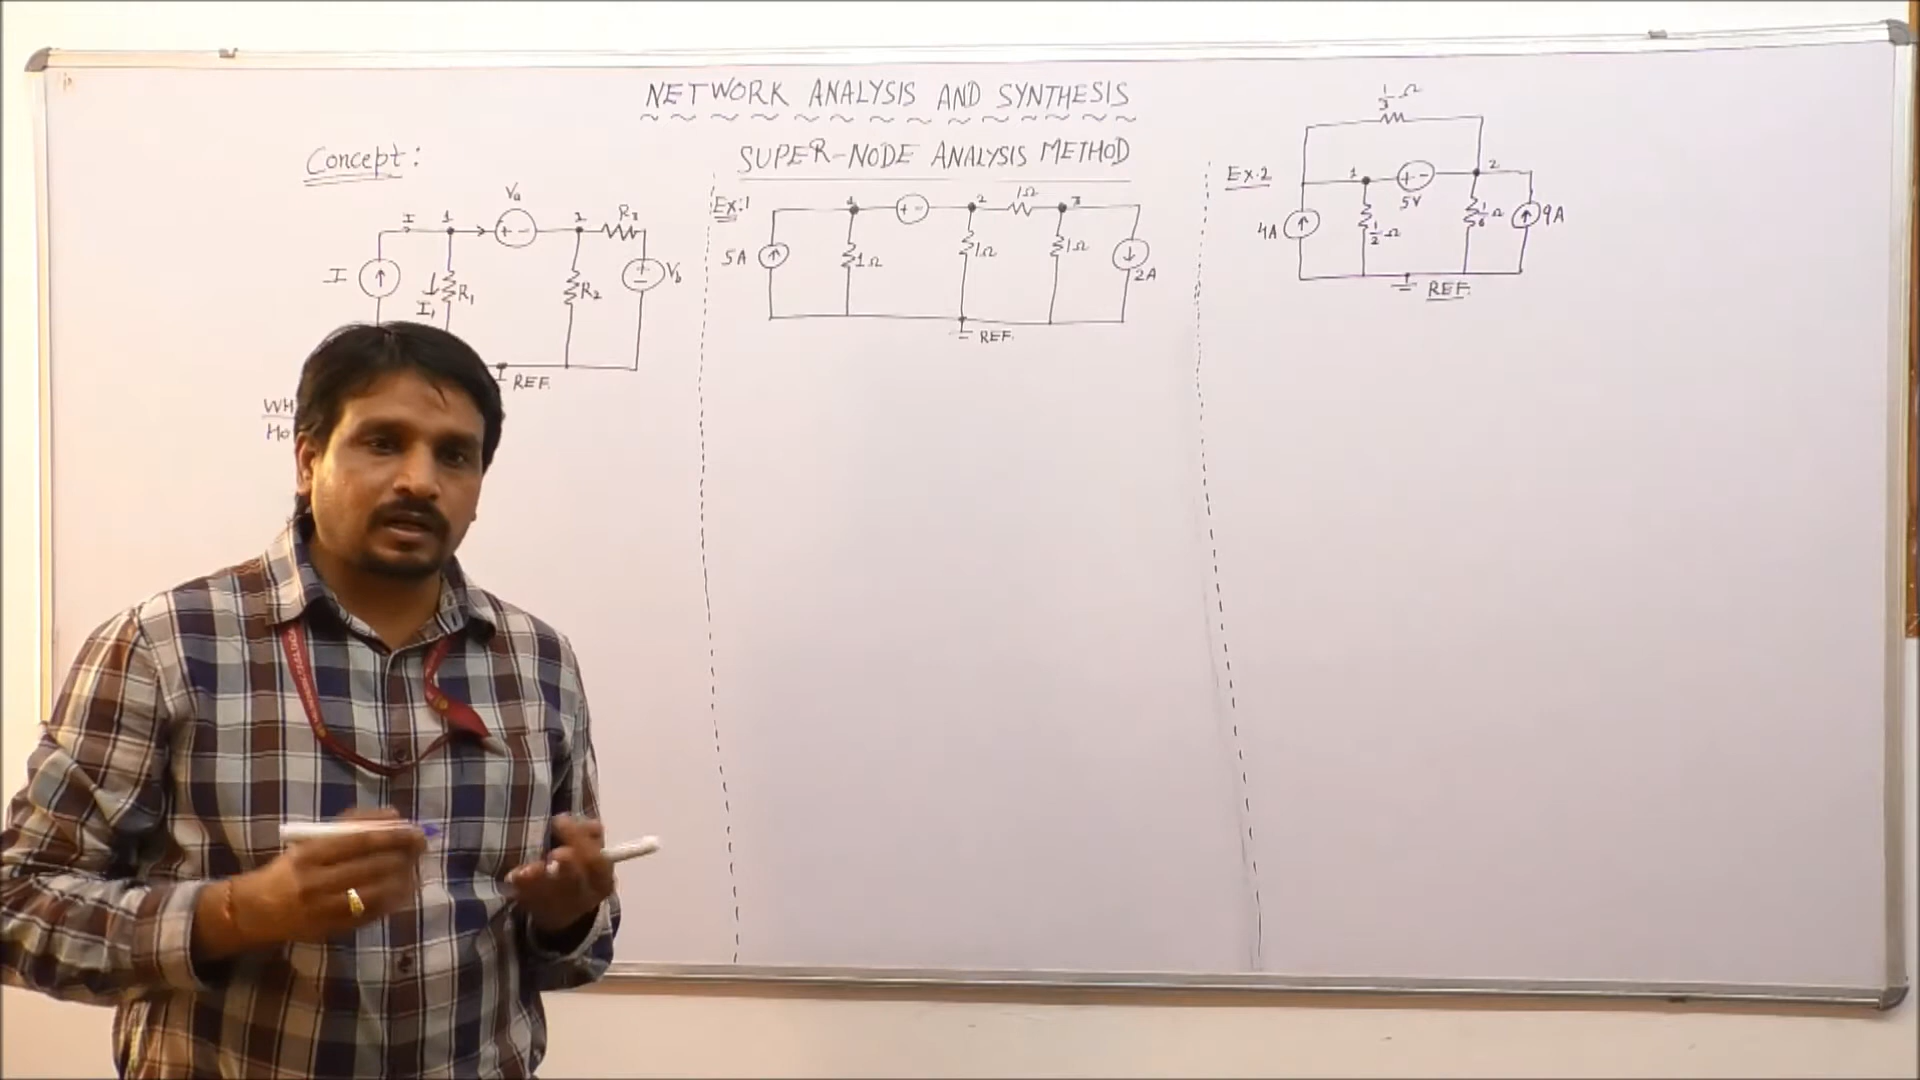 NETWORK ANALYSIS AND SYNTHESIS
SUPER-NODE ANALYSIS METHOD
Concept:
Va
I 1 2 R3
I I1 R1 R2 Vb
REF.
WH
Ho
Ex:1
1 2 1Ω 3
5A 1Ω 1Ω 1Ω 2A
REF.
Ex.2
1/3 Ω
1 2
5V
4A 1/2 Ω 1/6 Ω 9A
REF.